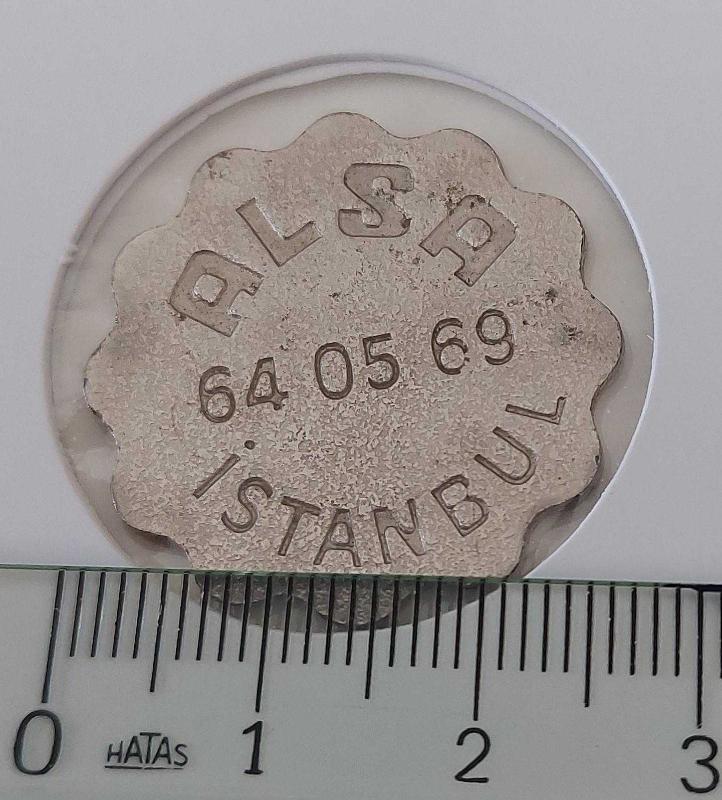 ALSA
64 05 69
İSTANBUL
0 HATAS 1 2 3